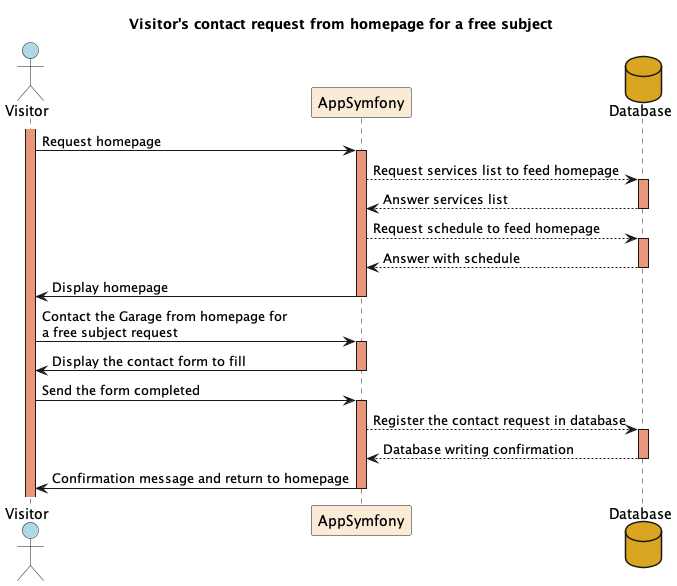 Visitor's contact request from homepage for a free subject
Visitor
AppSymfony
Database
Request homepage
Request services list to feed homepage
Answer services list
Request schedule to feed homepage
Answer with schedule
Display homepage
Contact the Garage from homepage for
a free subject request
Display the contact form to fill
Send the form completed
Register the contact request in database
Database writing confirmation
Confirmation message and return to homepage
Visitor
AppSymfony
Database